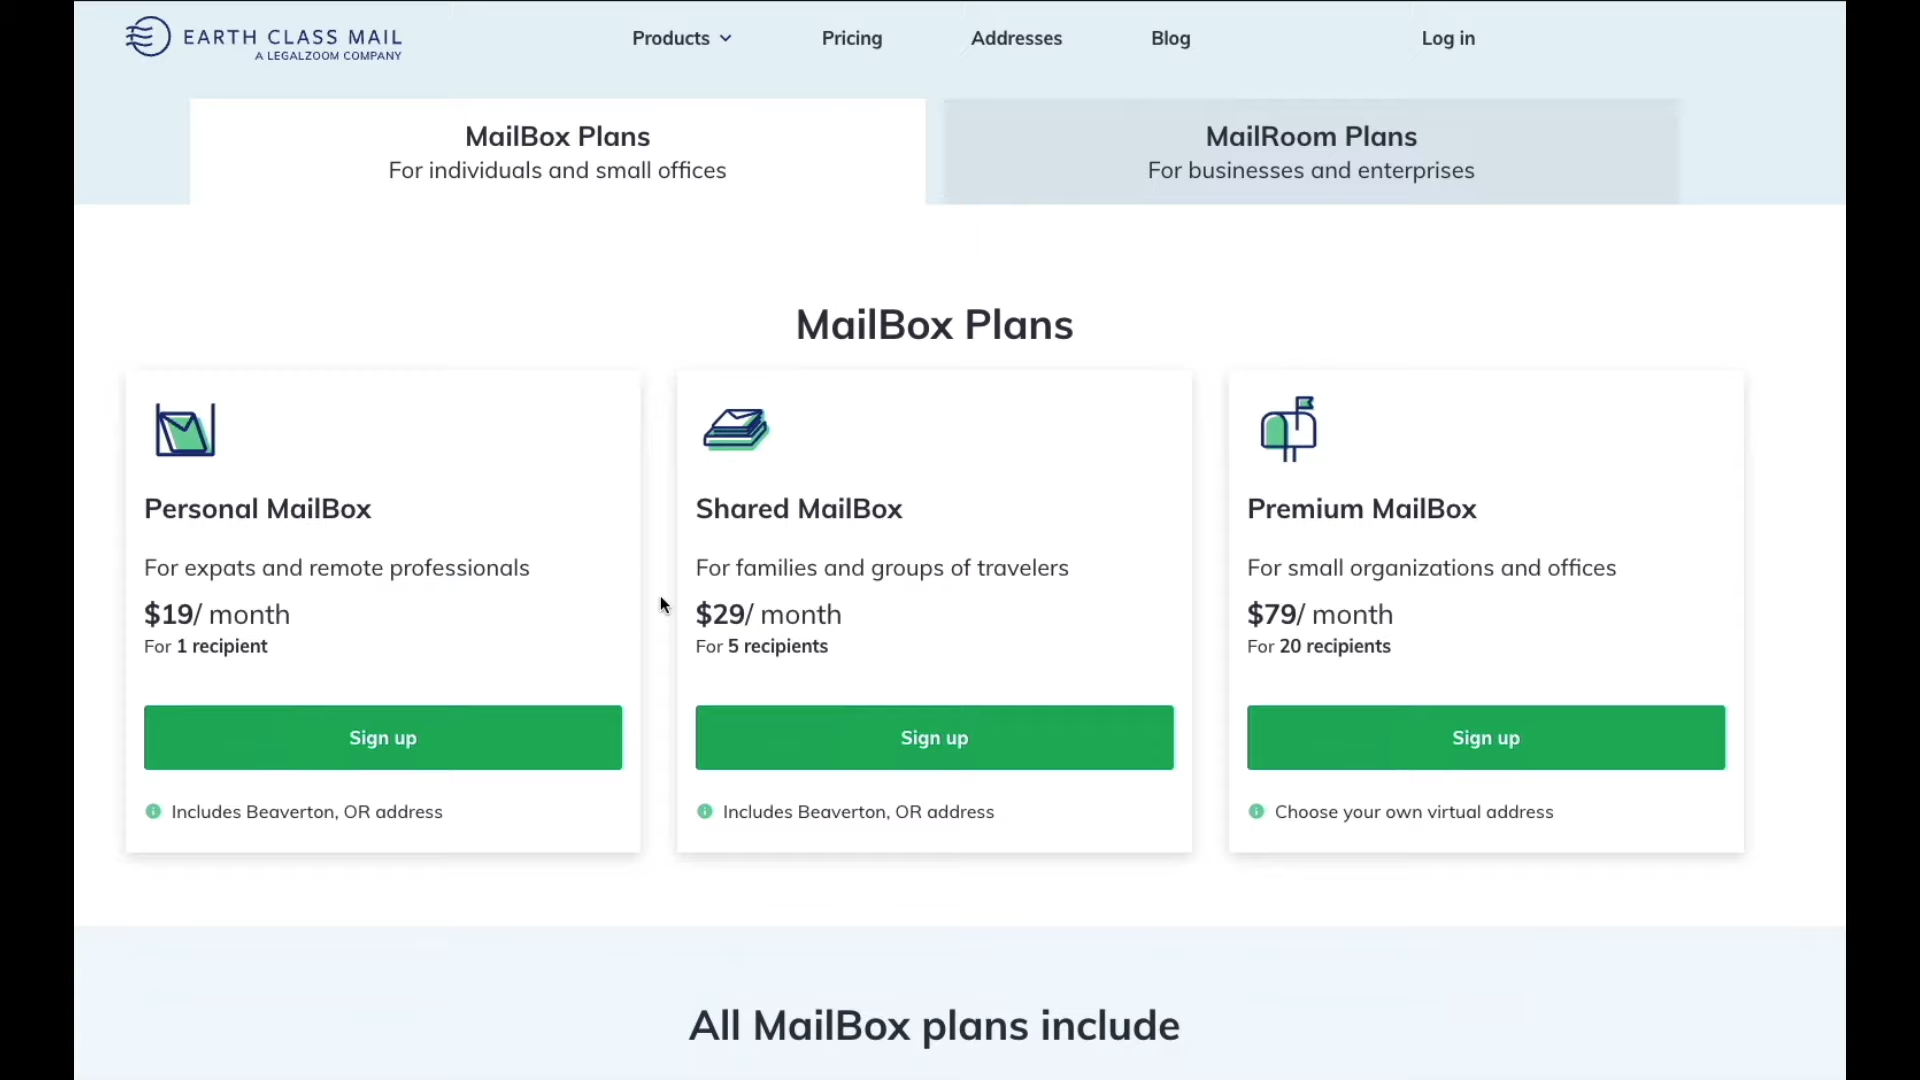 EARTH CLASS MAIL
A LEGALZOOM COMPANY
Products
Pricing
Addresses
Blog
Log in
MailBox Plans
For individuals and small offices
MailRoom Plans
For businesses and enterprises
MailBox Plans
Personal MailBox
For expats and remote professionals
$19/ month
For 1 recipient
Sign up
Includes Beaverton, OR address
Shared MailBox
For families and groups of travelers
$29/ month
For 5 recipients
Sign up
Includes Beaverton, OR address
Premium MailBox
For small organizations and offices
$79/ month
For 20 recipients
Sign up
Choose your own virtual address
All MailBox plans include